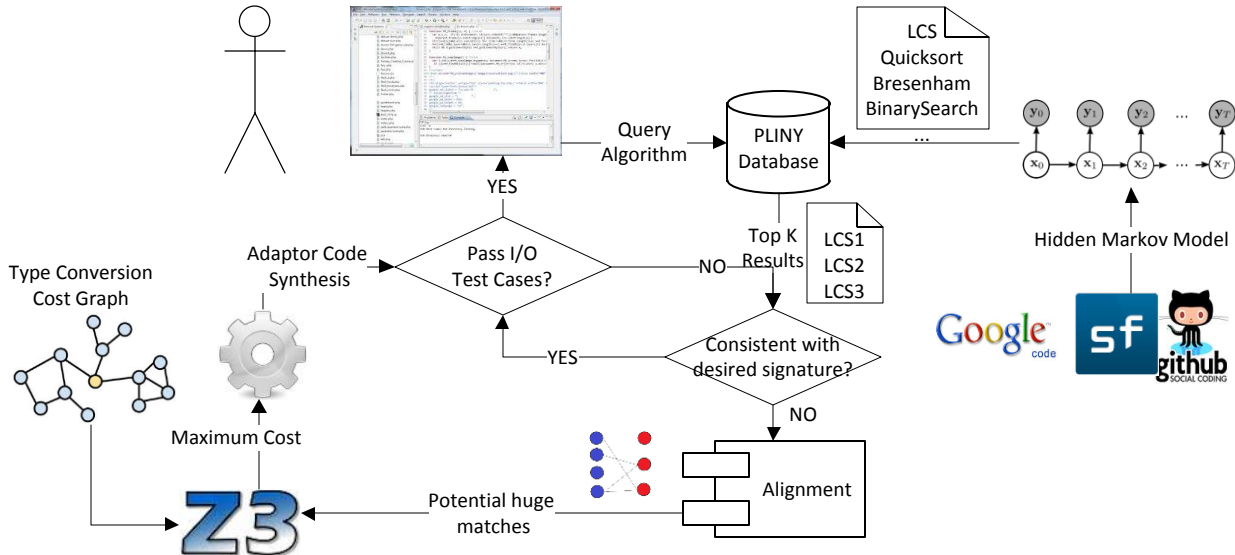 LCS
Quicksort
Bresenham
BinarySearch
...
Query
Algorithm
PLINY
Database
y0
y1
y2
...
yT
x0
x1
x2
...
xT
YES
Top K
Results
LCS1
LCS2
LCS3
Hidden Markov Model
Adaptor Code
Synthesis
Pass I/O
Test Cases?
NO
Type Conversion
Cost Graph
Google
code
sf
github
SOCIAL CODING
YES
Consistent with
desired signature?
NO
Maximum Cost
Alignment
Z3
Potential huge
matches